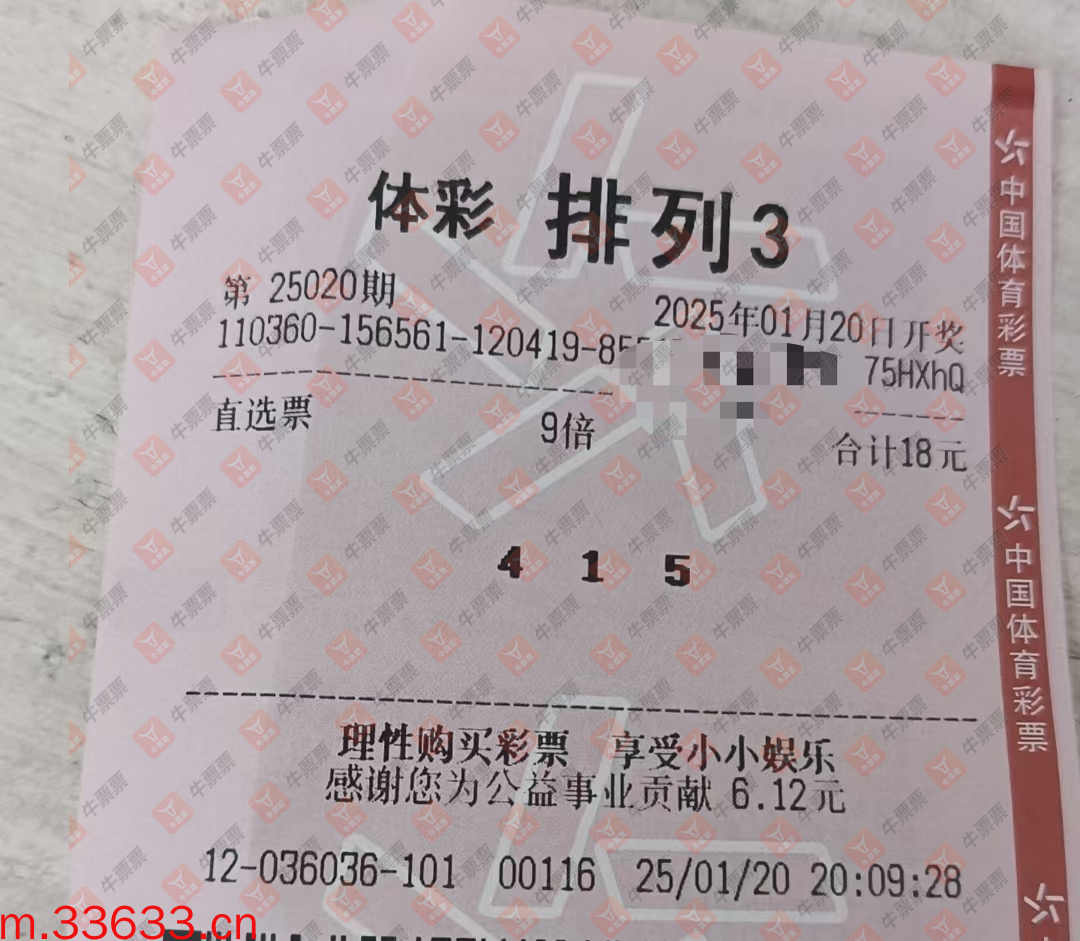 体彩 排列3
第 25020期
2025年01月20日开奖
110360-156561-120419-85
75HXhQ
直选票 9倍 合计18元
4 1 5
理性购买彩票 享受小小娱乐
感谢您为公益事业贡献 6.12元
12-036036-101 00116 25/01/20 20:09:28
中国体育彩票
中国体育彩票
牛票票
m.33633.cn